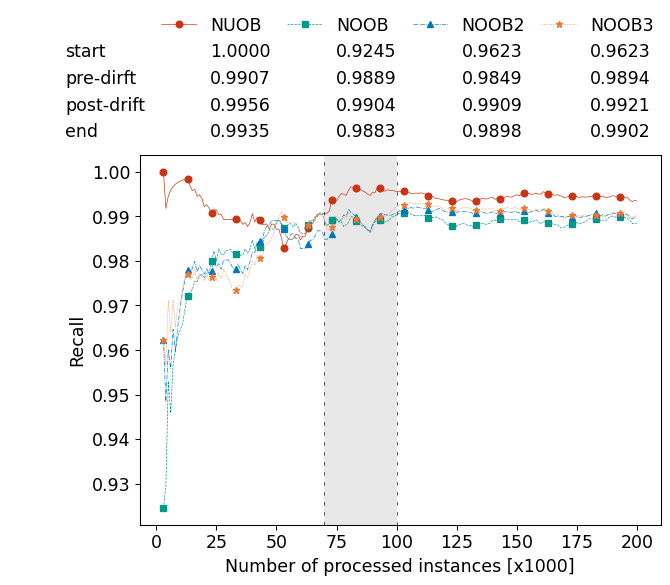 NUOB NOOB NOOB2 NOOB3
start 1.0000 0.9245 0.9623 0.9623
pre-dirft 0.9907 0.9889 0.9849 0.9894
post-drift 0.9956 0.9904 0.9909 0.9921
end 0.9935 0.9883 0.9898 0.9902
1.00
0.99
0.98
0.97
0.96
0.95
0.94
0.93
Recall
0 25 50 75 100 125 150 175 200
Number of processed instances [x1000]